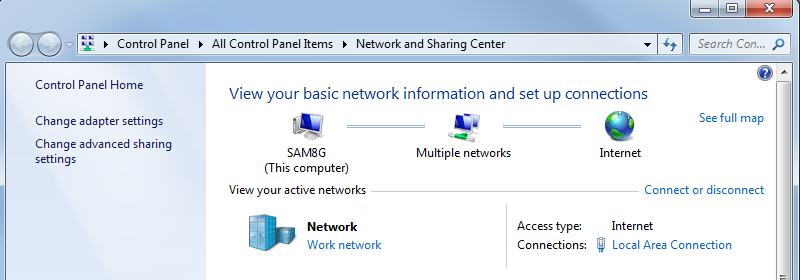 Control Panel All Control Panel Items Network and Sharing Center Search Con...
Control Panel Home
Change adapter settings
Change advanced sharing
settings
View your basic network information and set up connections
See full map
SAM8G
(This computer)
Multiple networks
Internet
View your active networks
Connect or disconnect
Network
Work network
Access type: Internet
Connections: Local Area Connection